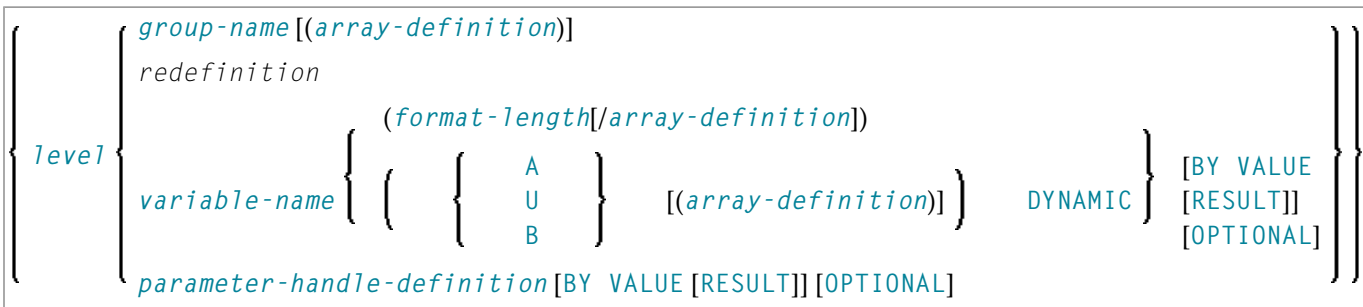 group-name [(array-definition)]
redefinition
(format-length[/array-definition])
level
variable-name
( { A
U
B } [(array-definition)] ) DYNAMIC
[BY VALUE
[RESULT]]
[OPTIONAL]
parameter-handle-definition [BY VALUE [RESULT]] [OPTIONAL]